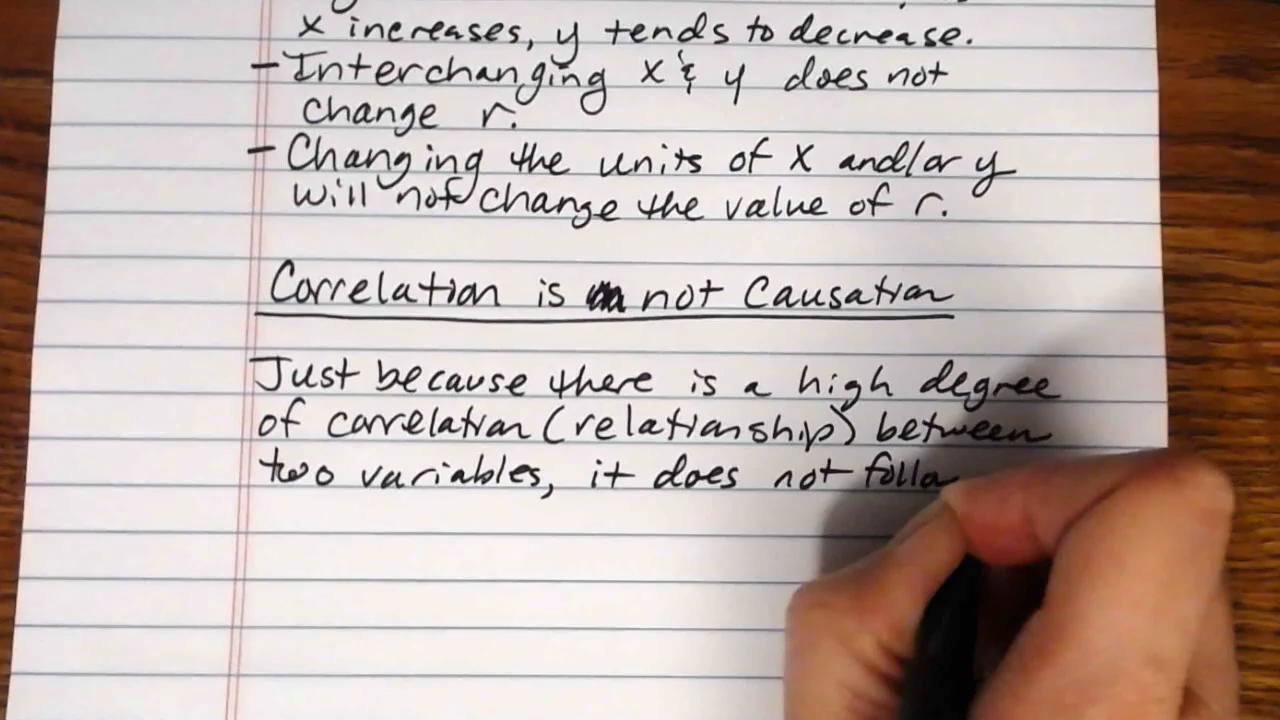 x increases, y tends to decrease.
- Interchanging x & y does not
change r.
- Changing the units of x and/or y
will not change the value of r.
Correlation is not Causation
Just because there is a high degree
of correlation (relationship) between
two variables, it does not follo